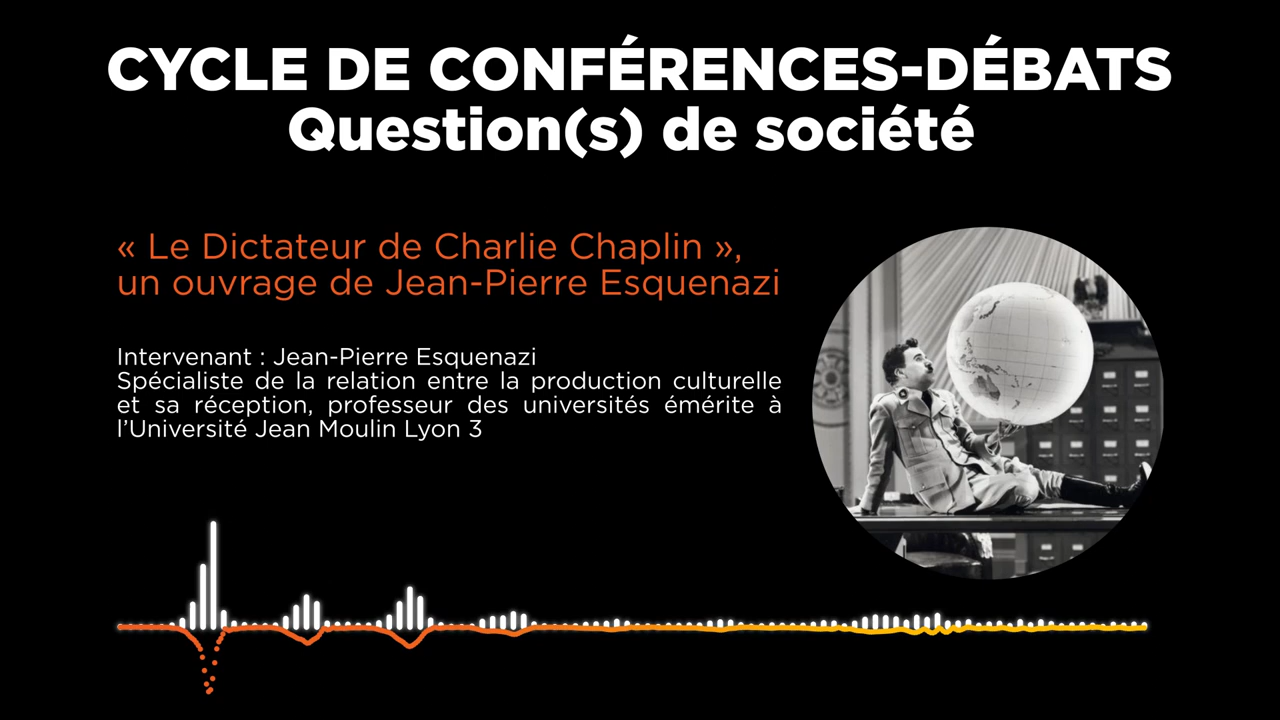 CYCLE DE CONFÉRENCES-DÉBATS
Question(s) de société
« Le Dictateur de Charlie Chaplin »,
un ouvrage de Jean-Pierre Esquenazi
Intervenant : Jean-Pierre Esquenazi
Spécialiste de la relation entre la production culturelle
et sa réception, professeur des universités émérite à
l’Université Jean Moulin Lyon 3